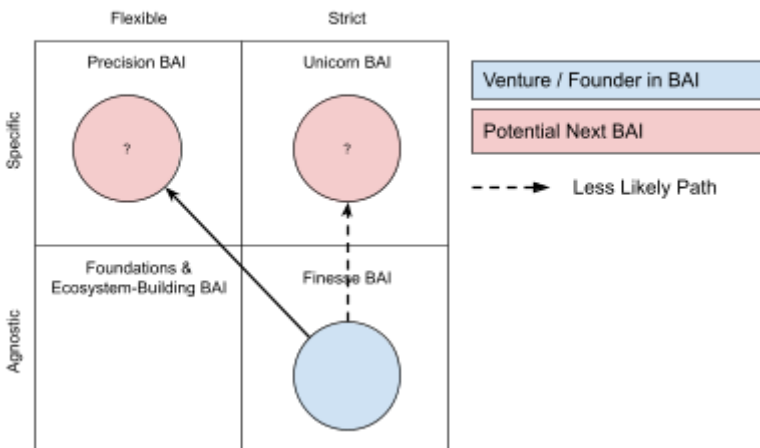 Flexible
Strict
Specific
Precision BAI
?
Unicorn BAI
?
Agnostic
Foundations &
Ecosystem-Building BAI
Finesse BAI
Venture / Founder in BAI
Potential Next BAI
Less Likely Path